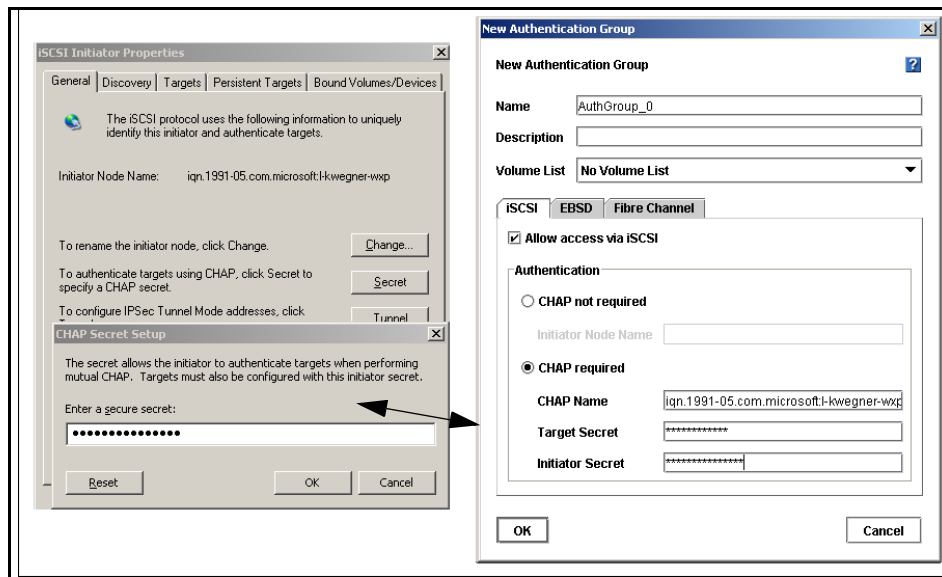 iSCSI Initiator Properties
General Discovery Targets Persistent Targets Bound Volumes/Devices
The iSCSI protocol uses the following information to uniquely
identify this initiator and authenticate targets.
Initiator Node Name: iqn.1991-05.com.microsoft:l-kwegner-wxp
To rename the initiator node, click Change.
Change...
To authenticate targets using CHAP, click Secret to
specify a CHAP secret.
Secret
To configure IPSec Tunnel Mode addresses, click
Tunnel
CHAP Secret Setup
The secret allows the initiator to authenticate targets when performing
mutual CHAP. Targets must also be configured with this initiator secret.
Enter a secure secret:
•••••••••••••••
Reset OK Cancel
New Authentication Group
New Authentication Group
?
Name AuthGroup_0
Description
Volume List No Volume List
iSCSI EBSD Fibre Channel
Allow access via iSCSI
Authentication
CHAP not required
Initiator Node Name
CHAP required
CHAP Name iqn.1991-05.com.microsoft:l-kwegner-wxp
Target Secret ************
Initiator Secret ***************
OK Cancel